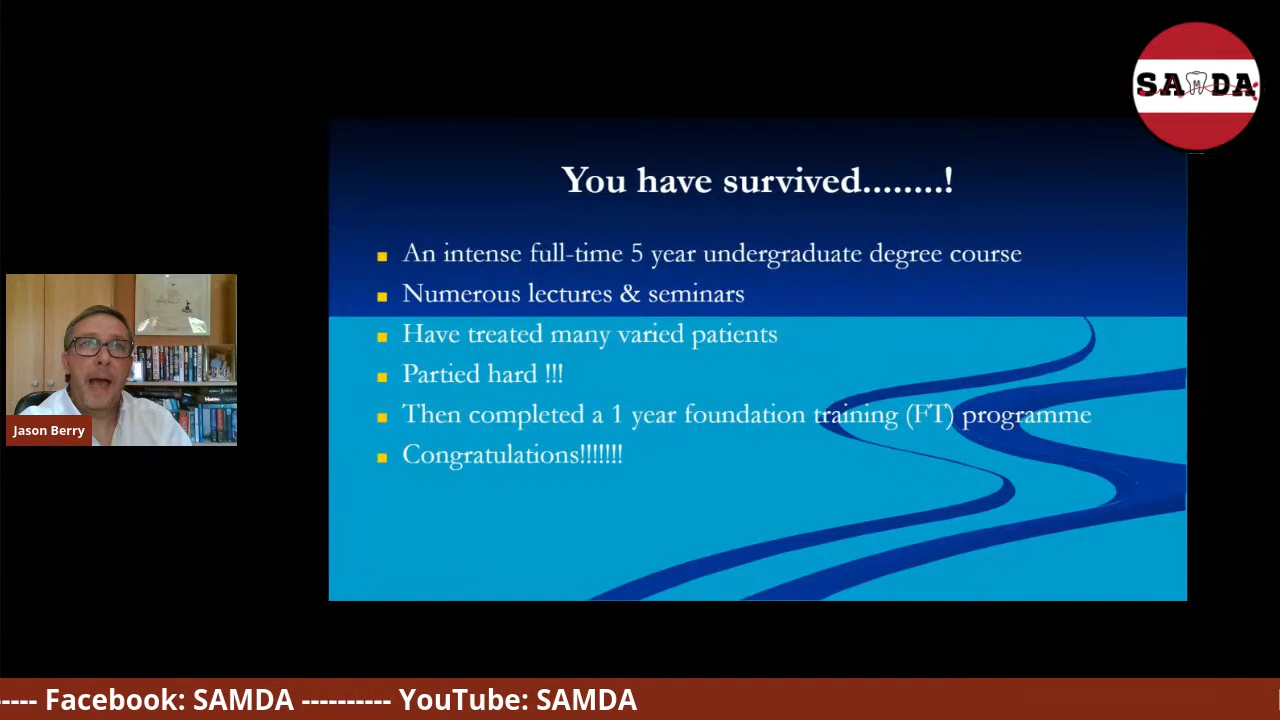 SAMDA
You have survived........!
An intense full-time 5 year undergraduate degree course
Numerous lectures & seminars
Have treated many varied patients
Partied hard !!!
Then completed a 1 year foundation training (FT) programme
Congratulations!!!!!!!
Jason Berry
----- Facebook: SAMDA ---------- YouTube: SAMDA